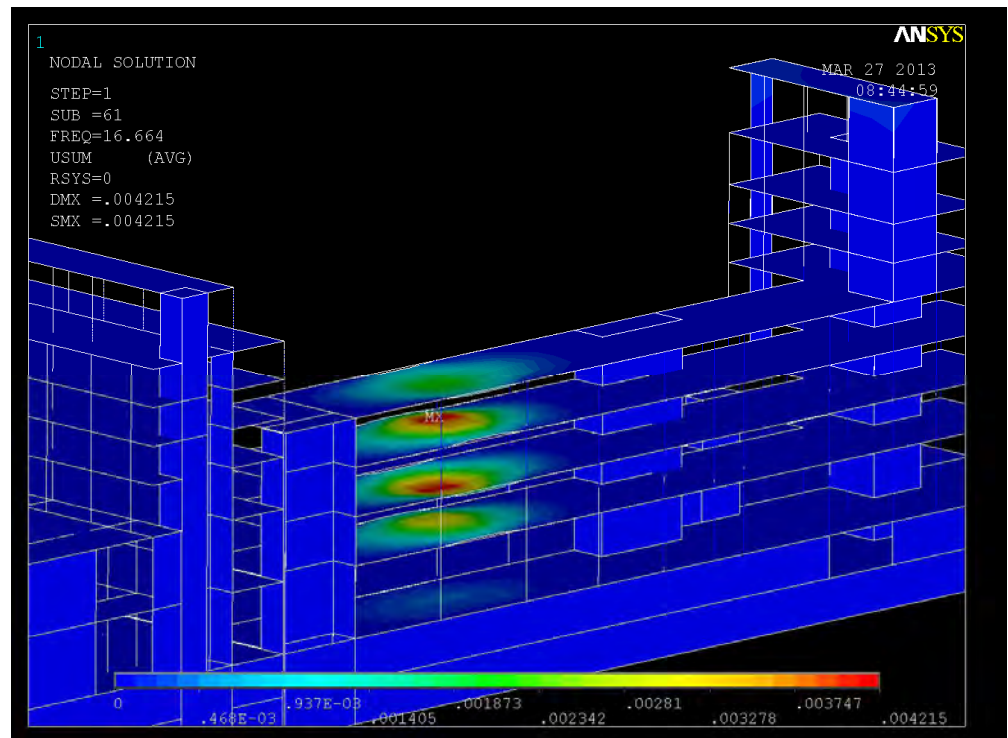 1
ANSYS
NODAL SOLUTION
MAR 27 2013
08:44:59
STEP=1
SUB =61
FREQ=16.664
USUM (AVG)
RSYS=0
DMX =.004215
SMX =.004215
MX
0 .937E-03 .001873 .00281 .003747
.468E-03 .001405 .002342 .003278 .004215